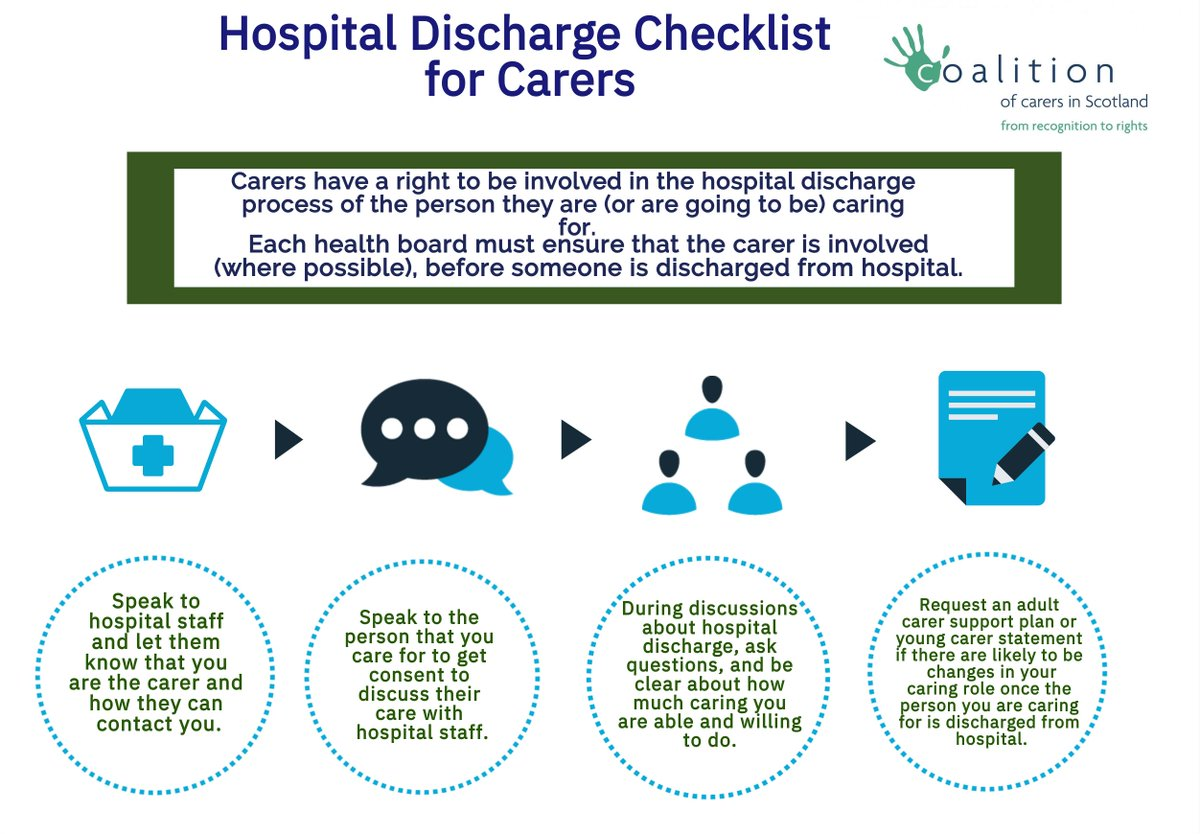 Hospital Discharge Checklist
for Carers
coalition
of carers in Scotland
from recognition to rights
Carers have a right to be involved in the hospital discharge
process of the person they are (or are going to be) caring
for.
Each health board must ensure that the carer is involved
(where possible), before someone is discharged from hospital.
Speak to
hospital staff
and let them
know that you
are the carer and
how they can
contact you.
Speak to the
person that you
care for to get
consent to
discuss their
care with
hospital staff.
During discussions
about hospital
discharge, ask
questions, and be
clear about how
much caring you
are able and willing
to do.
Request an adult
carer support plan or
young carer statement
if there are likely to be
changes in your
caring role once the
person you are caring
for is discharged from
hospital.